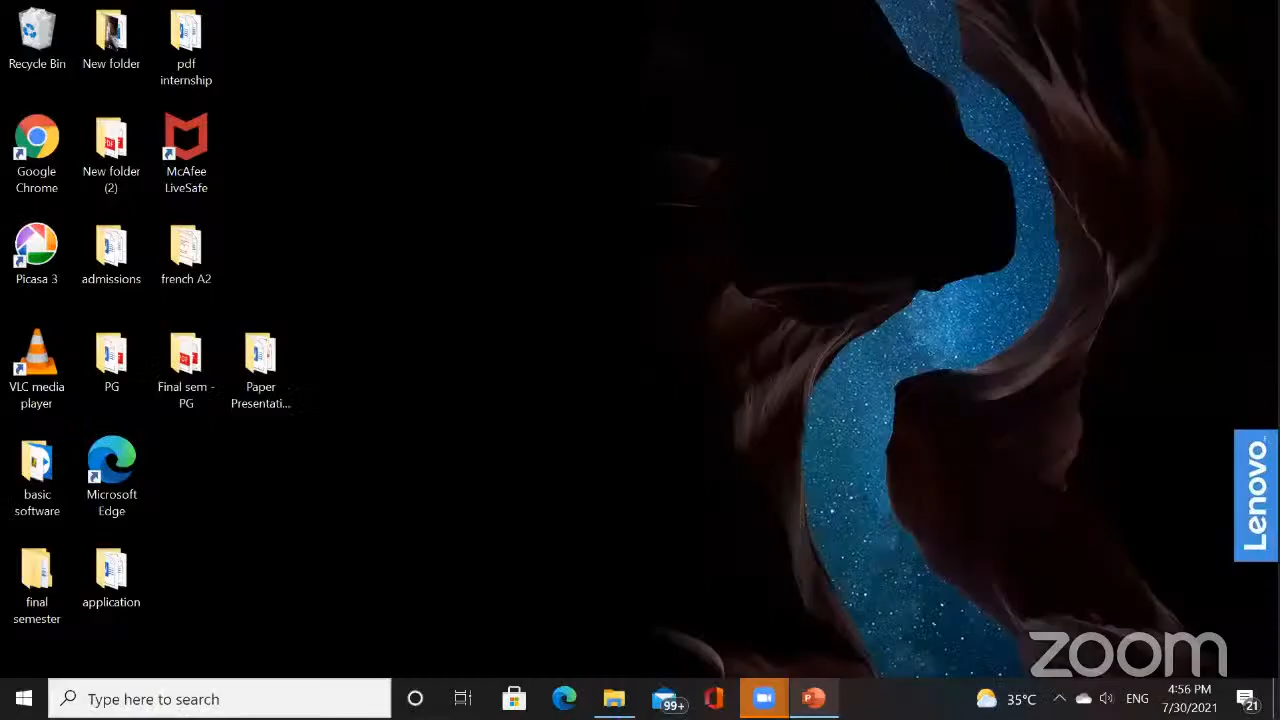 Recycle Bin
New folder
pdf
internship
Google
Chrome
New folder
(2)
McAfee
LiveSafe
Picasa 3
admissions
french A2
VLC media
player
PG
Final sem -
PG
Paper
Presentati...
basic
software
Microsoft
Edge
final
semester
application
Lenovo
zoom
Type here to search
99+
35°C
ENG
4:56 PM
7/30/2021
21